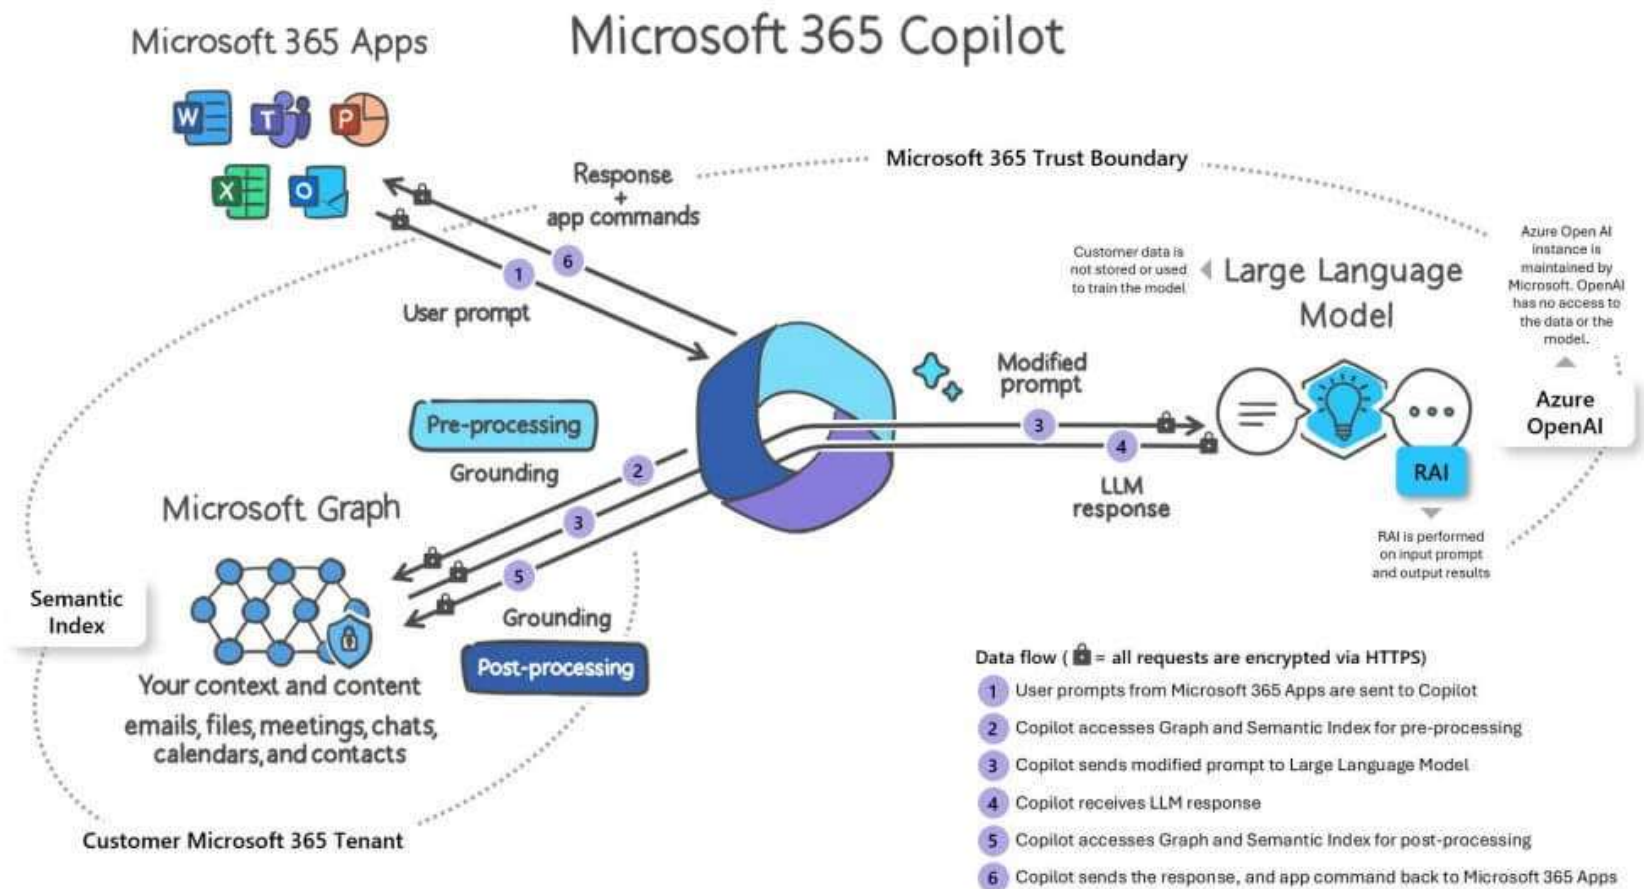 Microsoft 365 Apps
Microsoft 365 Copilot
W
T
P
X
O
Microsoft 365 Trust Boundary
Response
+
app commands
6
1
User prompt
Customer data is
not stored or used
to train the model
Large Language
Model
Azure Open AI
instance is
maintained by
Microsoft. OpenAI
has no access to
the data or the
model.
Azure
OpenAI
Modified
prompt
3
4
LLM
response
RAI
RAI is performed
on input prompt
and output results
Pre-processing
Grounding
2
3
5
Grounding
Post-processing
Microsoft Graph
Semantic
Index
Your context and content
emails, files, meetings, chats,
calendars, and contacts
Customer Microsoft 365 Tenant
Data flow ( = all requests are encrypted via HTTPS)
1 User prompts from Microsoft 365 Apps are sent to Copilot
2 Copilot accesses Graph and Semantic Index for pre-processing
3 Copilot sends modified prompt to Large Language Model
4 Copilot receives LLM response
5 Copilot accesses Graph and Semantic Index for post-processing
6 Copilot sends the response, and app command back to Microsoft 365 Apps